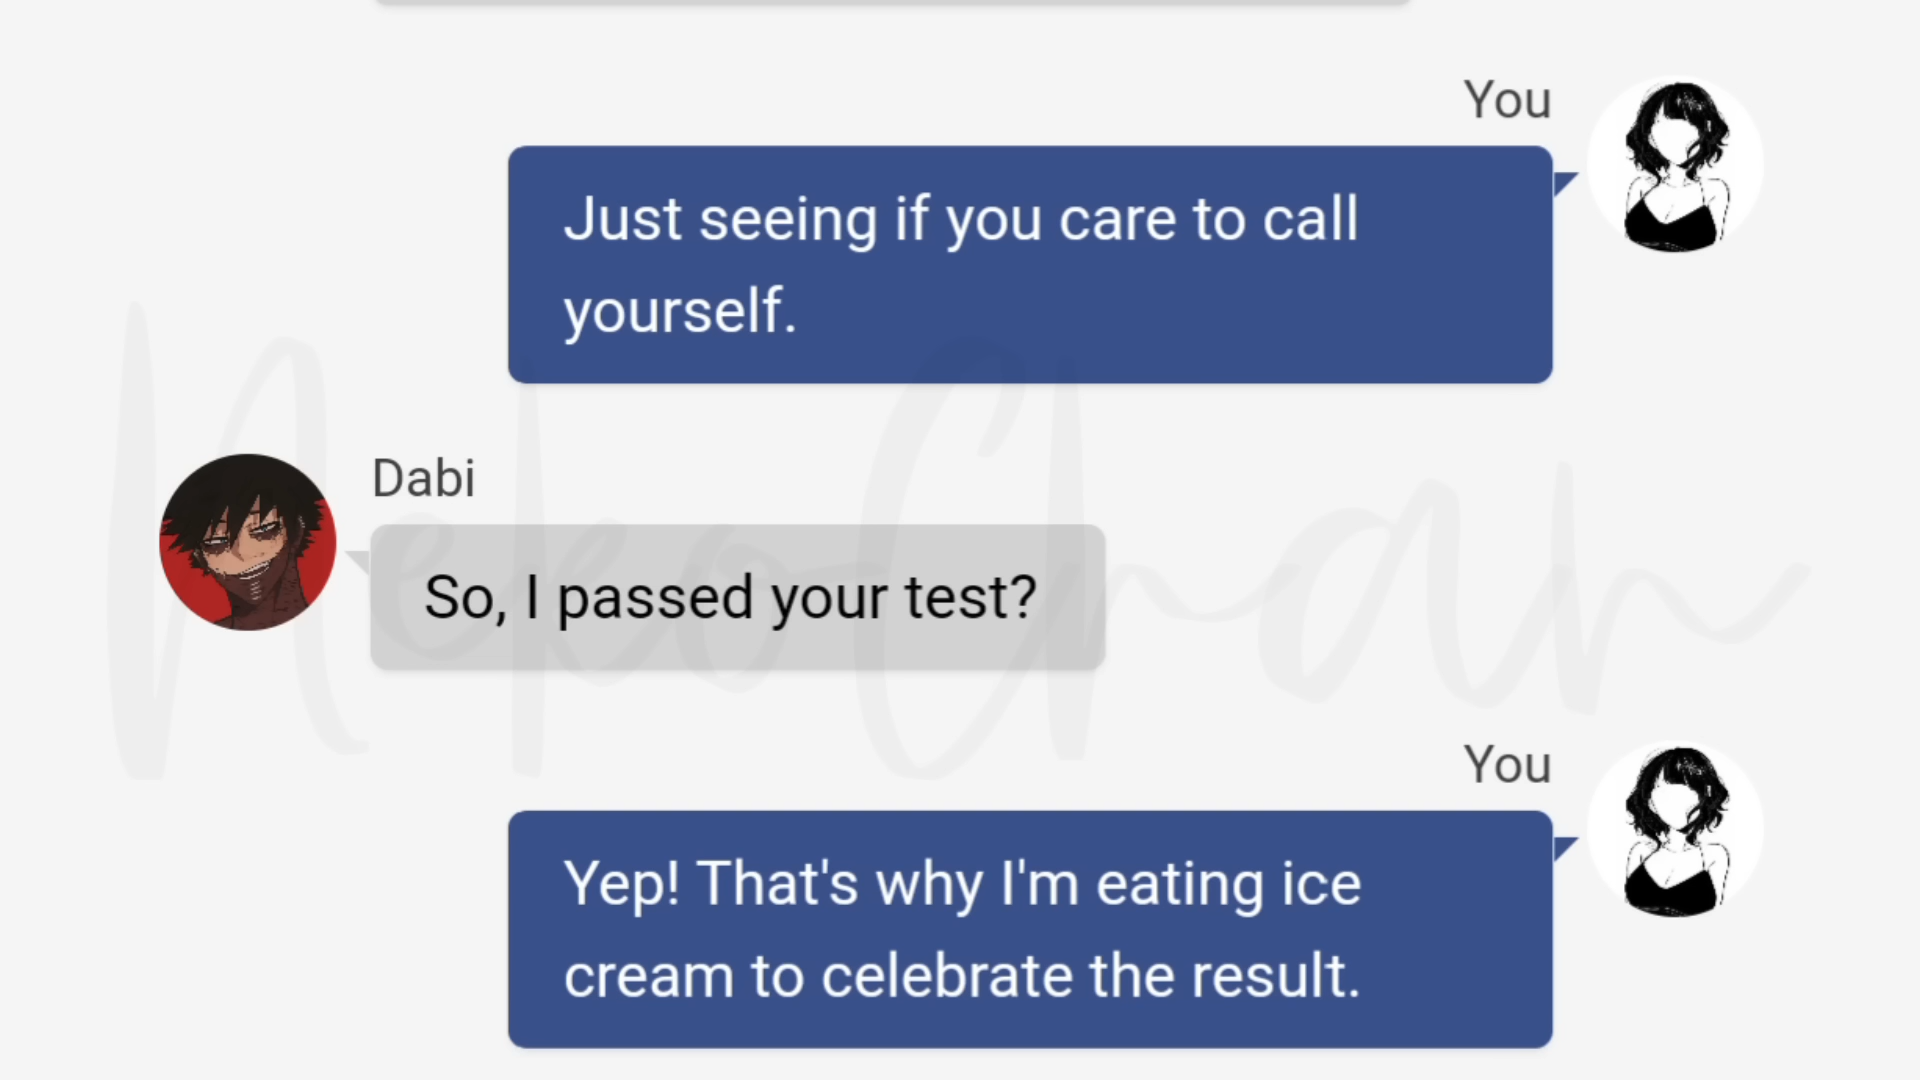 You
Just seeing if you care to call
yourself.
Dabi
So, I passed your test?
You
Yep! That's why I'm eating ice
cream to celebrate the result.
NekoChan